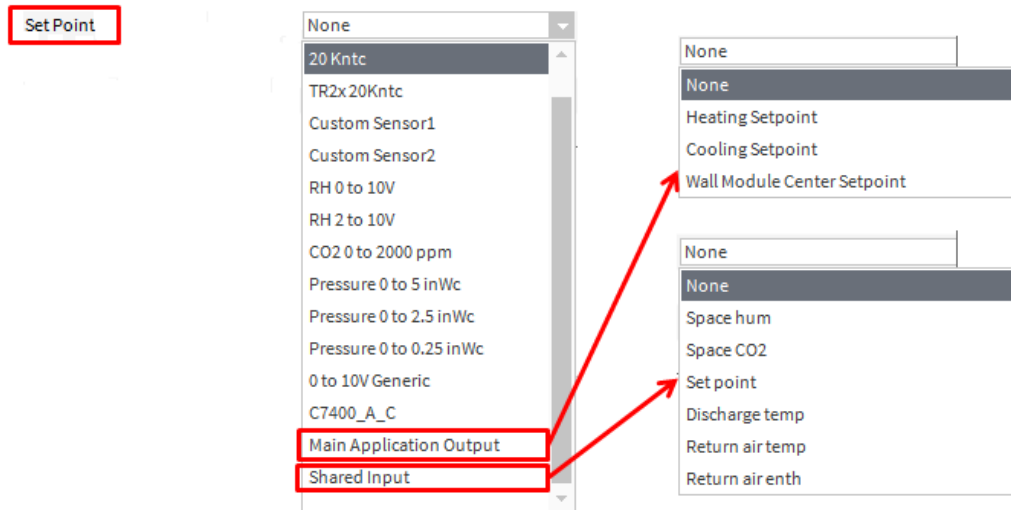 Set Point
None
20 Kntc
TR2x 20Kntc
Custom Sensor1
Custom Sensor2
RH 0 to 10V
RH 2 to 10V
CO2 0 to 2000 ppm
Pressure 0 to 5 inWc
Pressure 0 to 2.5 inWc
Pressure 0 to 0.25 inWc
0 to 10V Generic
C7400_A_C
Main Application Output
Shared Input
None
None
Heating Setpoint
Cooling Setpoint
Wall Module Center Setpoint
None
None
Space hum
Space CO2
Set point
Discharge temp
Return air temp
Return air enth